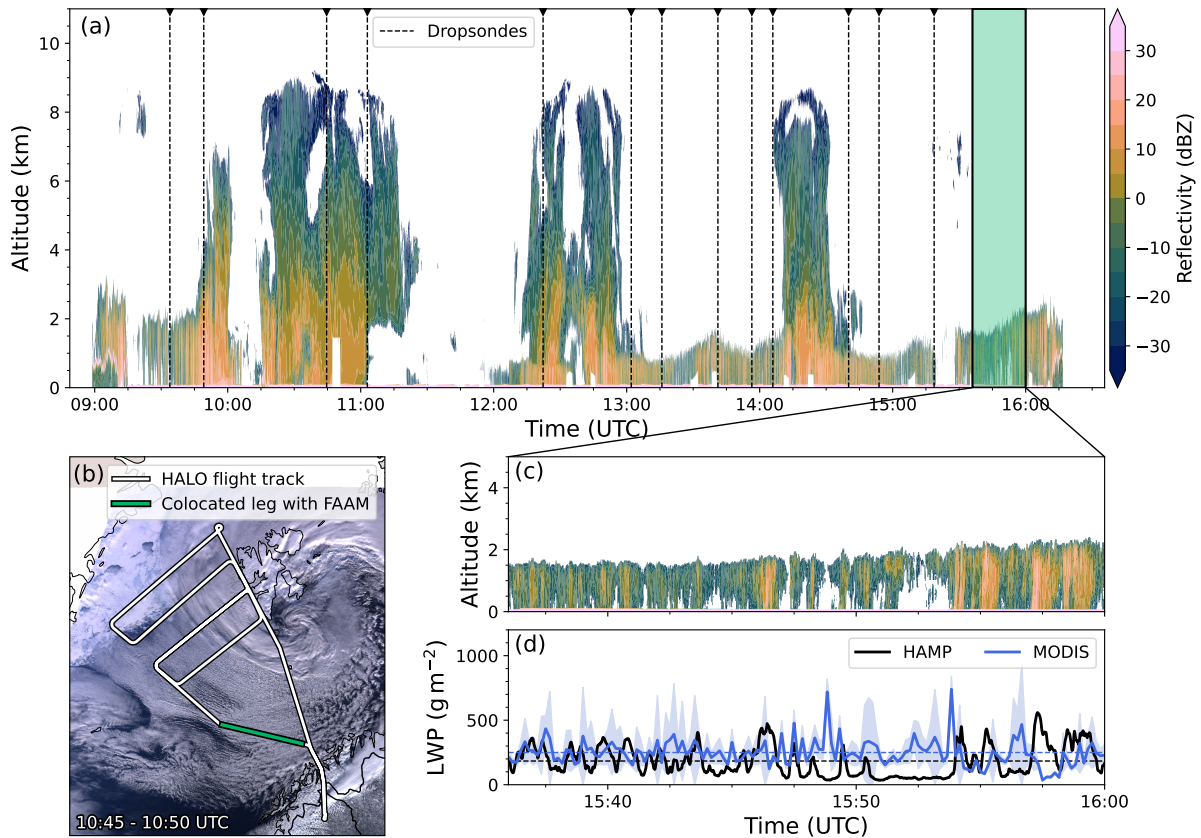 (a)
Dropsondes
Altitude (km)
10
8
6
4
2
0
09:00 10:00 11:00 12:00 13:00 14:00 15:00 16:00
Time (UTC)
30
20
10
0
−10
−20
−30
Reflectivity (dBZ)
(b)
HALO flight track
Colocated leg with FAAM
10:45 - 10:50 UTC
(c)
Altitude (km)
4
2
0
(d)
HAMP MODIS
LWP (g m⁻²)
1000
500
0
15:40 15:50 16:00
Time (UTC)